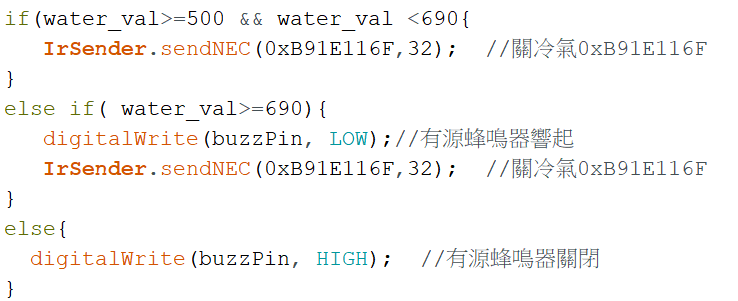 if(water_val>=500 && water_val <690{
IrSender.sendNEC(0xB91E116F,32);  //關冷氣0xB91E116F
}
else if( water_val>=690){
digitalWrite(buzzPin, LOW);//有源蜂鳴器響起
IrSender.sendNEC(0xB91E116F,32);  //關冷氣0xB91E116F
}
else{
digitalWrite(buzzPin, HIGH);  //有源蜂鳴器關閉
}